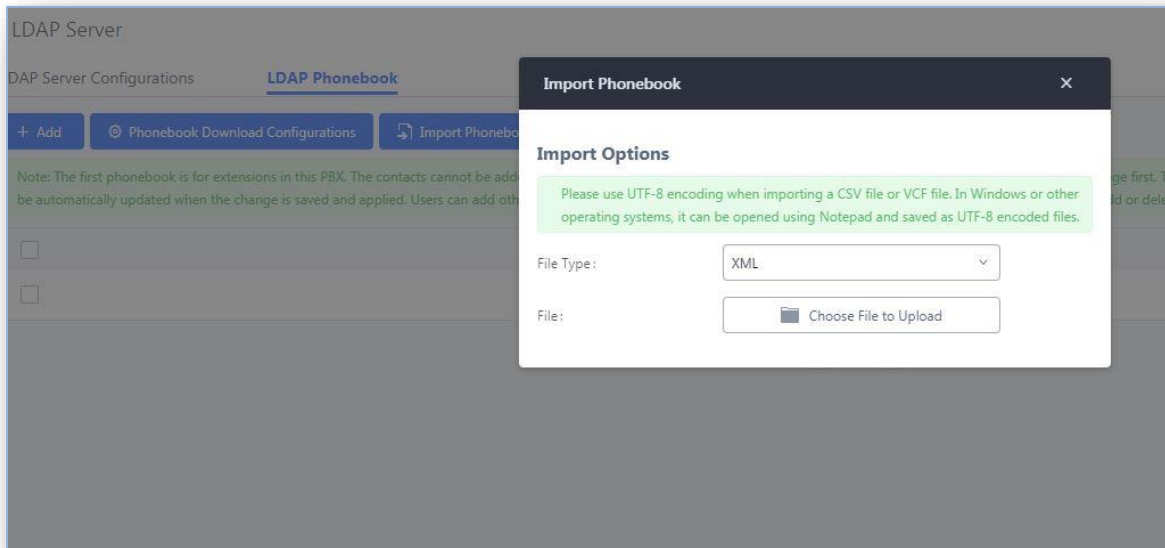 LDAP Server
DAP Server Configurations
LDAP Phonebook
+ Add
Phonebook Download Configurations
Import Phonebo
Note: The first phonebook is for extensions in this PBX. The contacts cannot be adde
ge first. T
be automatically updated when the change is saved and applied. Users can add oth
dd or dele
Import Phonebook
Import Options
Please use UTF-8 encoding when importing a CSV file or VCF file. In Windows or other
operating systems, it can be opened using Notepad and saved as UTF-8 encoded files.
File Type :
XML
File :
Choose File to Upload